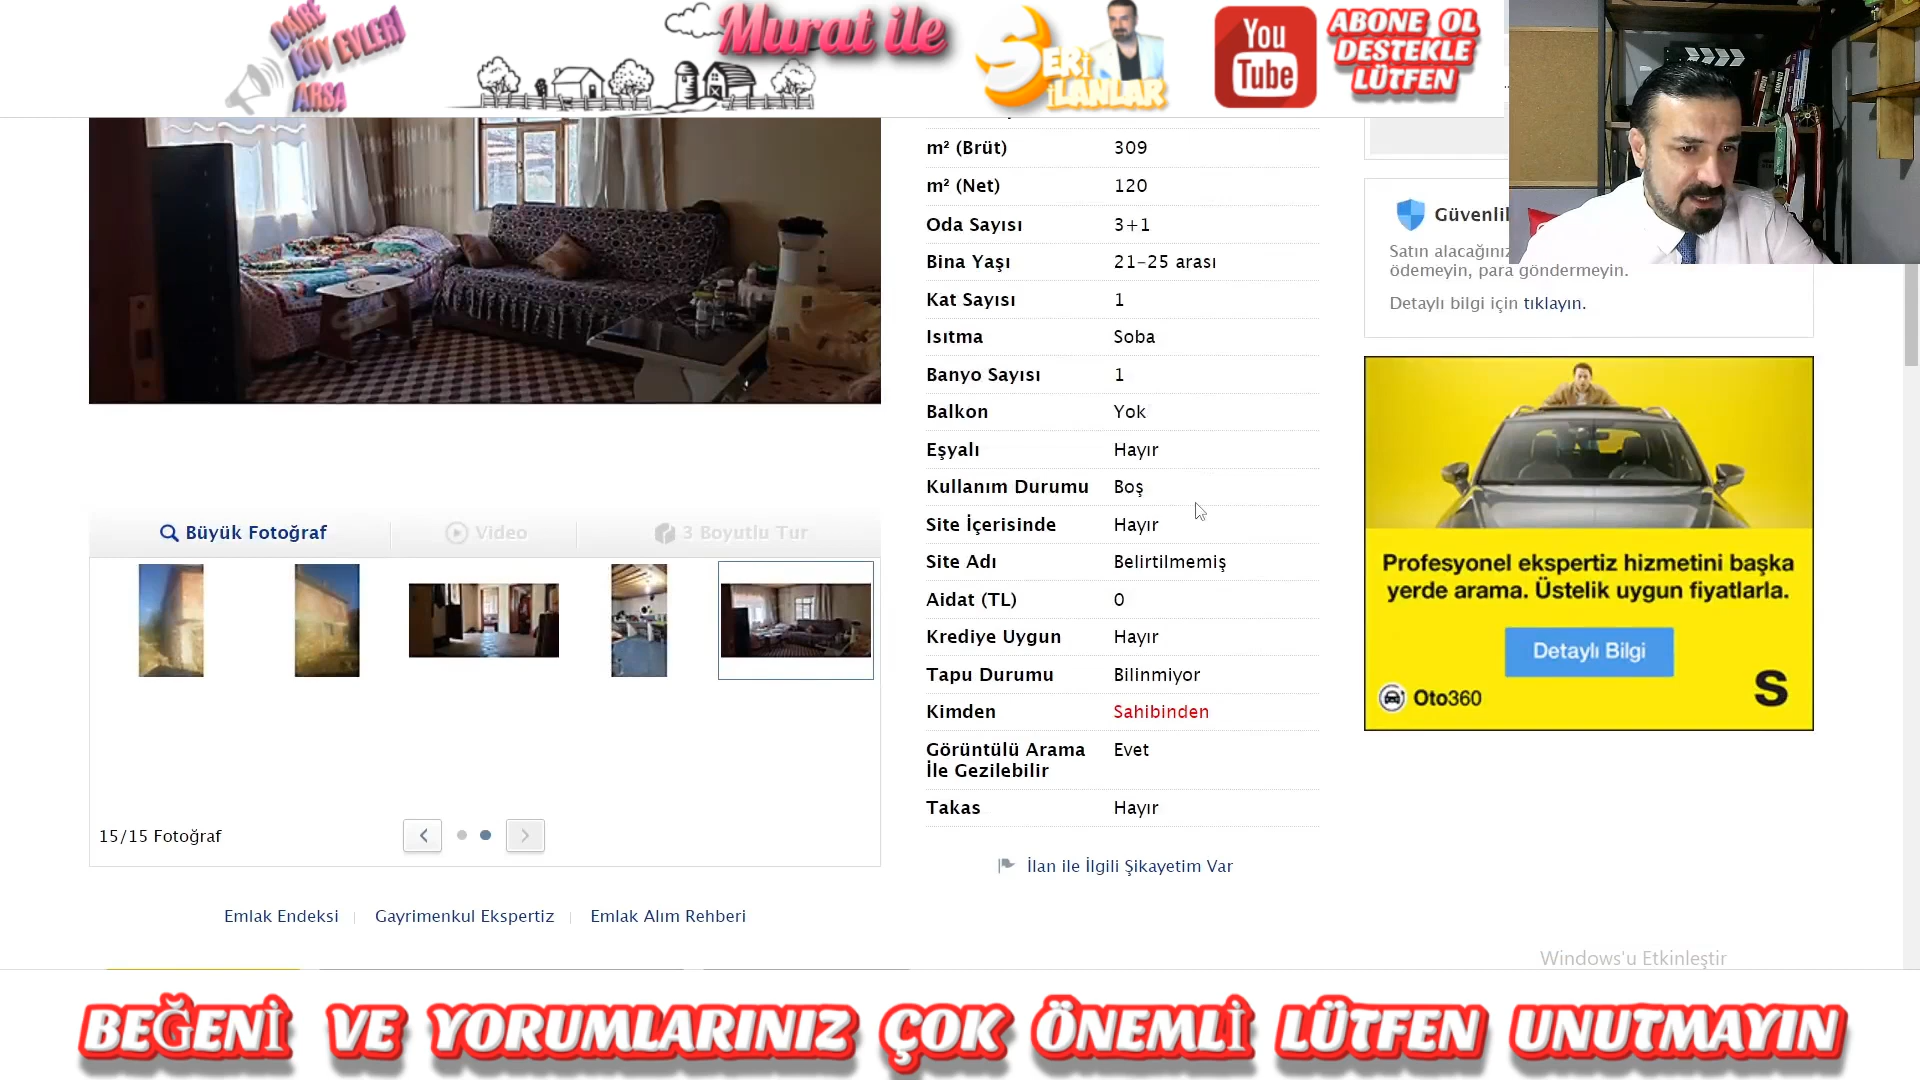 DAİRE
KÖY EVLERİ
ARSA
Murat ile
SERİ
İLANLAR
You
Tube
ABONE OL
DESTEKLE
LÜTFEN
m² (Brüt) 309
m² (Net) 120
Oda Sayısı 3+1
Bina Yaşı 21-25 arası
Kat Sayısı 1
Isıtma Soba
Banyo Sayısı 1
Balkon Yok
Eşyalı Hayır
Kullanım Durumu Boş
Site İçerisinde Hayır
Site Adı Belirtilmemiş
Aidat (TL) 0
Krediye Uygun Hayır
Tapu Durumu Bilinmiyor
Kimden Sahibinden
Görüntülü Arama Evet
İle Gezilebilir
Takas Hayır
İlan ile İlgili Şikayetim Var
Büyük Fotoğraf
Video
3 Boyutlu Tur
15/15 Fotoğraf
Emlak Endeksi
Gayrimenkul Ekspertiz
Emlak Alım Rehberi
Güvenli
Satın alacağınız
ödemeyin, para göndermeyin.
Detaylı bilgi için tıklayın.
Profesyonel ekspertiz hizmetini başka
yerde arama. Üstelik uygun fiyatlarla.
Detaylı Bilgi
Oto360
S
Windows'u Etkinleştir
BEĞENİ VE YORUMLARINIZ ÇOK ÖNEMLİ LÜTFEN UNUTMAYIN